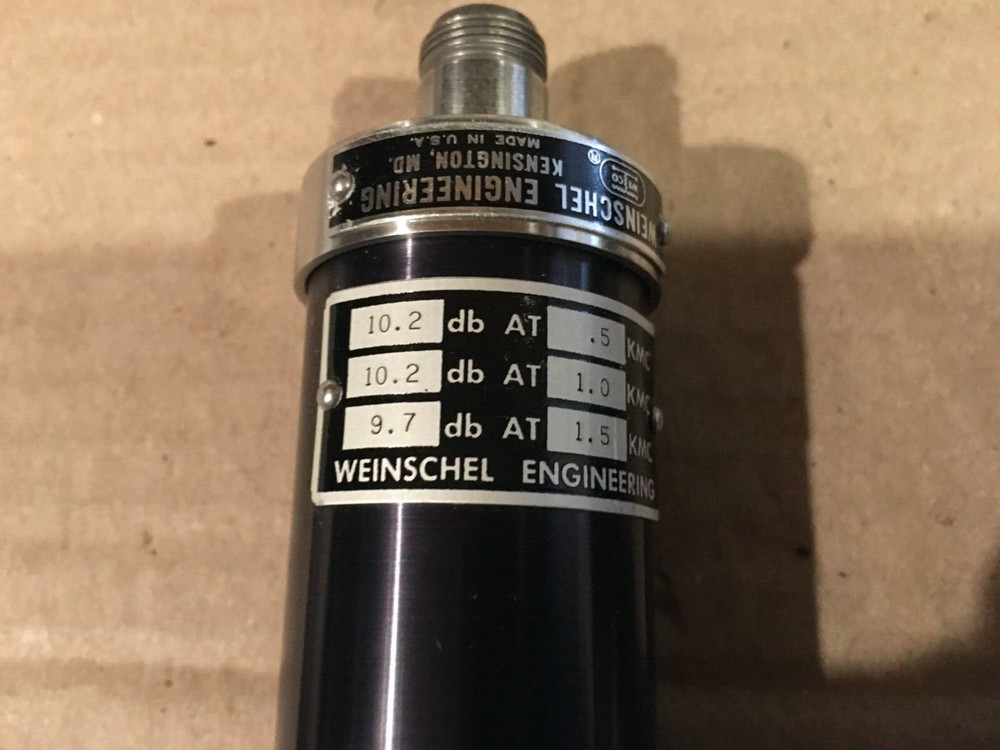 WEINSCHEL ENGINEERING
KENSINGTON, MD.
MADE IN U.S.A.
®
10.2 db AT .5 KMC
10.2 db AT 1.0 KMC
9.7 db AT 1.5 KMC
WEINSCHEL ENGINEERING